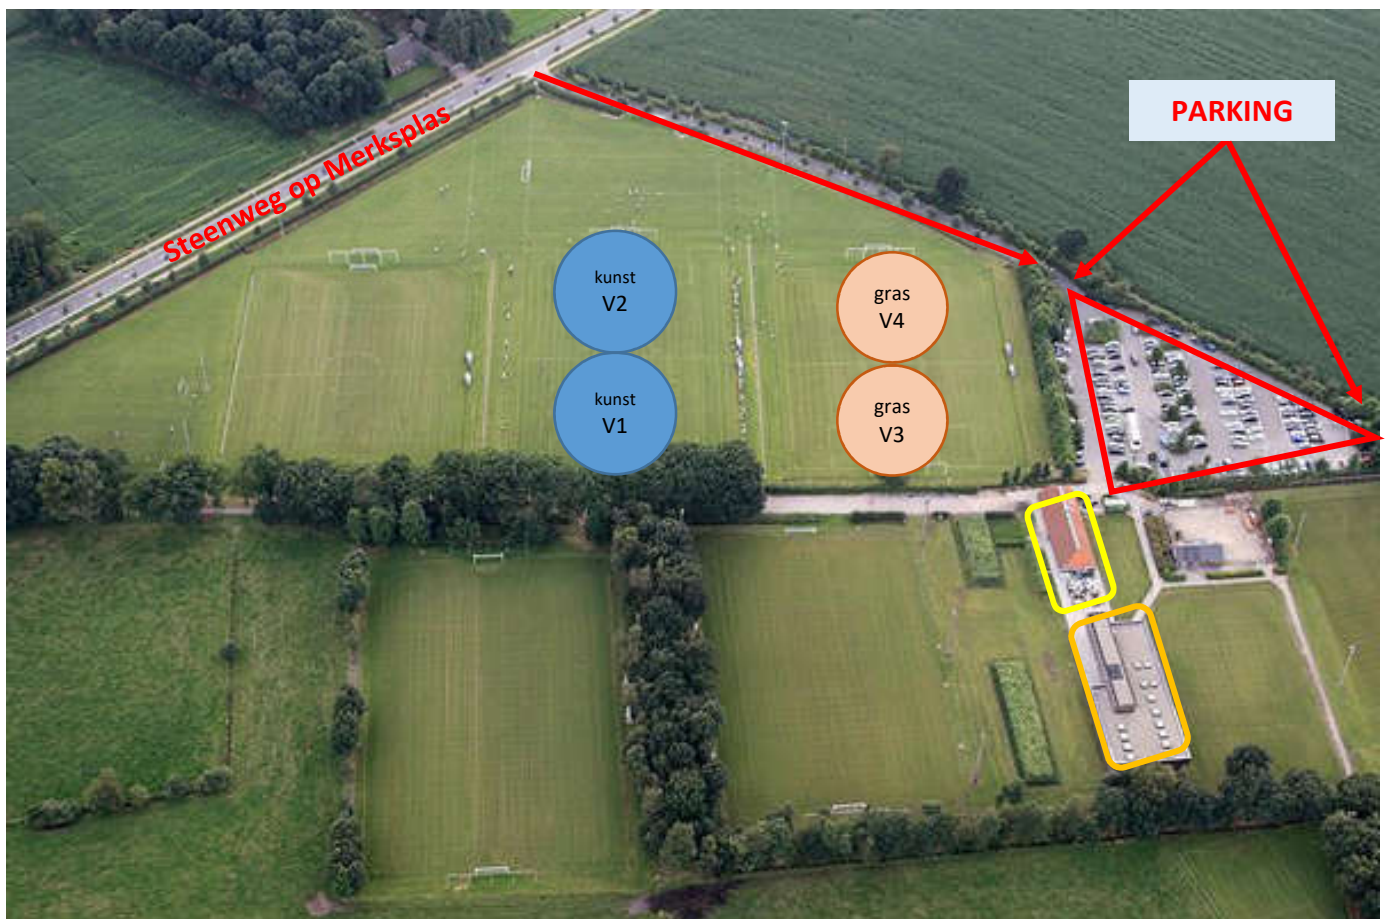 PARKING
Steenweg op Merksplas
kunst
V2
gras
V4
kunst
V1
gras
V3